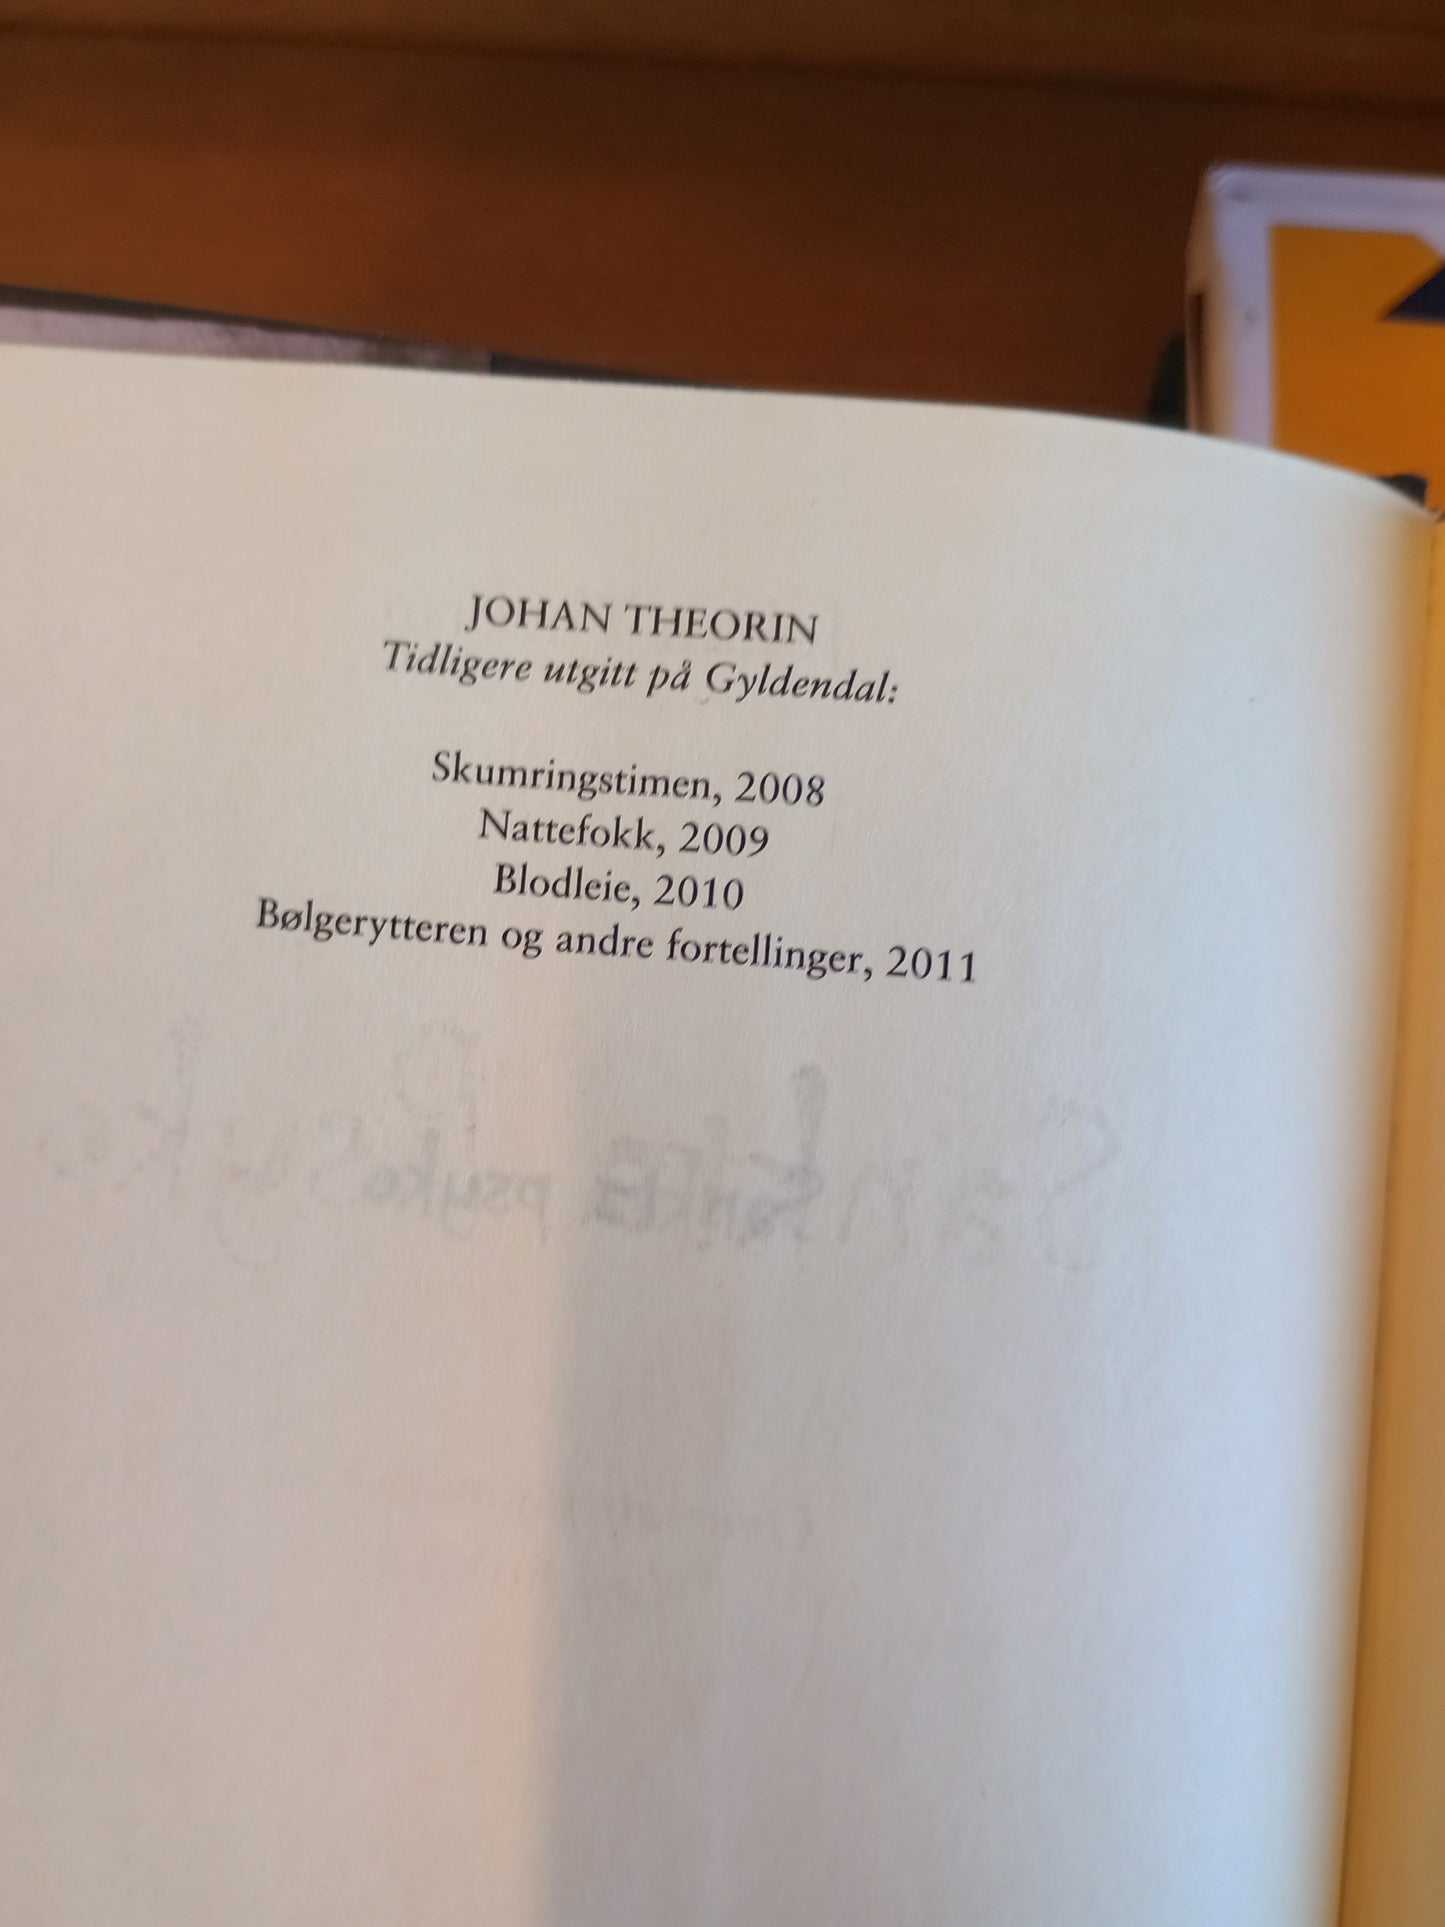 JOHAN THEORIN
Tidligere utgitt på Gyldendal:
Skumringstimen, 2008
Nattefokk, 2009
Blodleie, 2010
Bølgerytteren og andre fortellinger, 2011